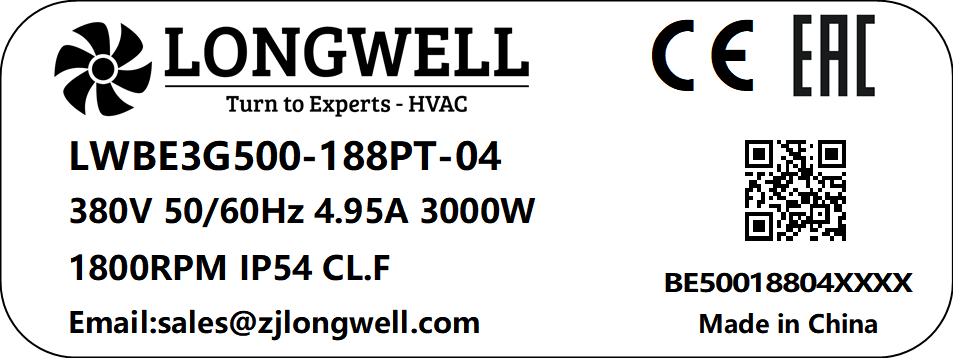 LONGWELL
Turn to Experts - HVAC
CE EAC
LWBE3G500-188PT-04
380V 50/60Hz 4.95A 3000W
1800RPM IP54 CL.F
Email:sales@zjlongwell.com
BE50018804XXXX
Made in China